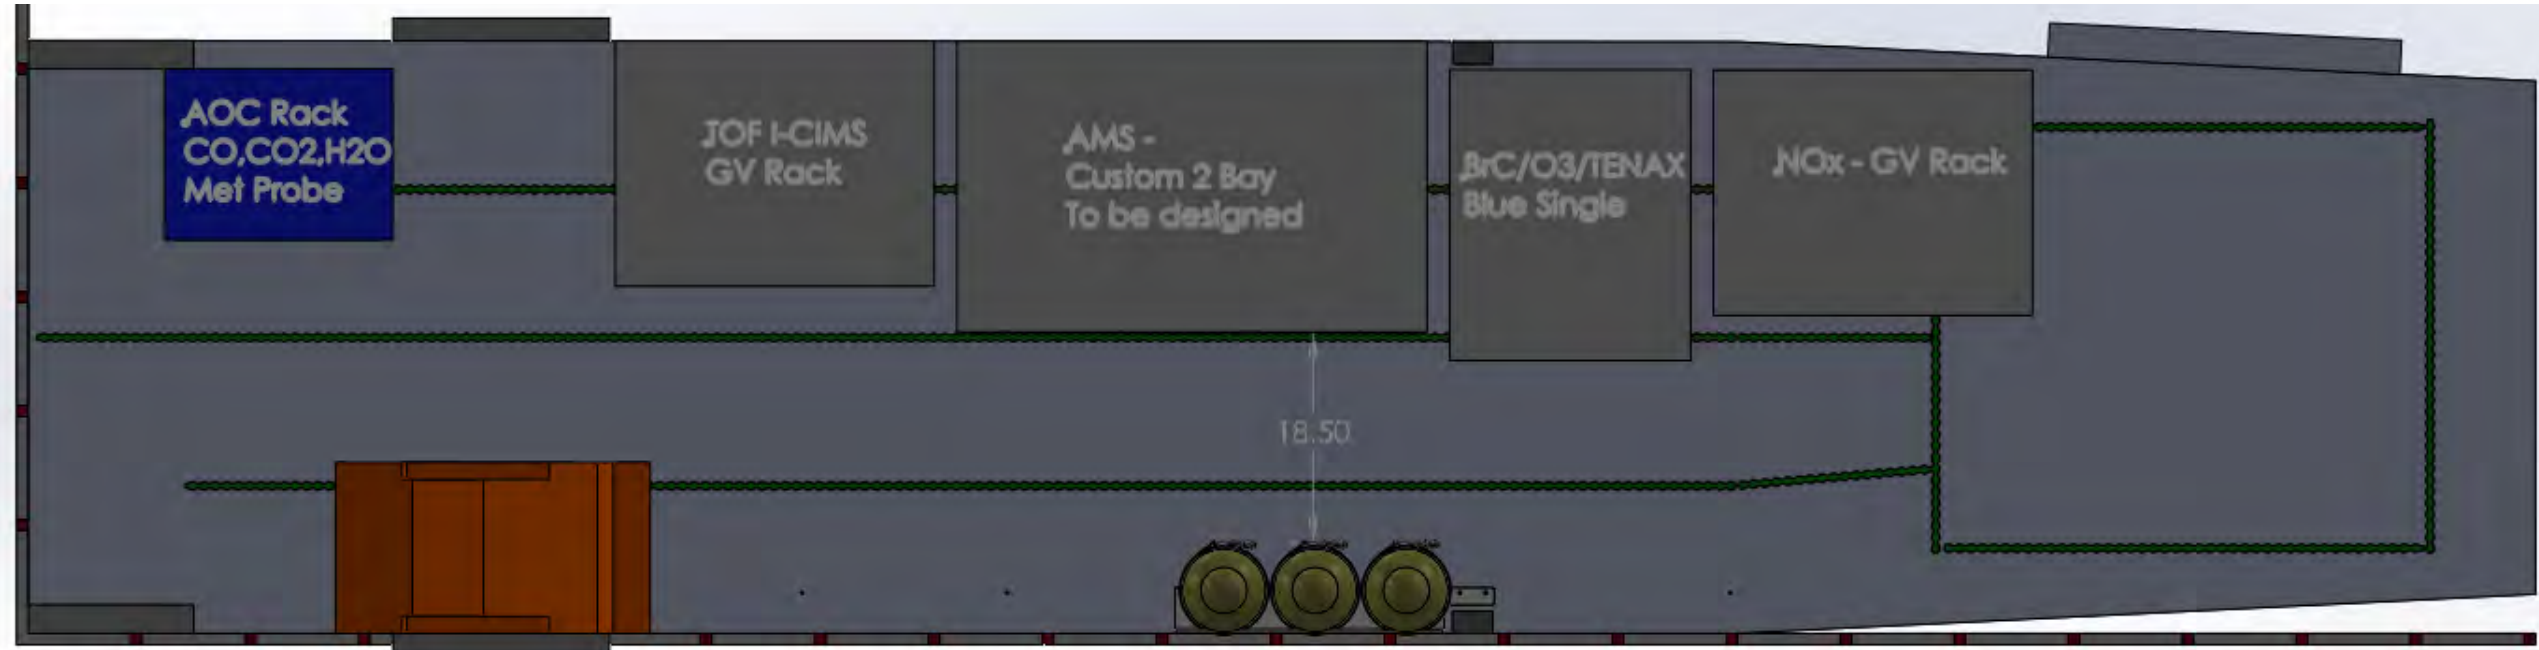 AOC Rack
CO,CO2,H2O
Met Probe
TOF I-CIMS
GV Rack
AMS -
Custom 2 Bay
To be designed
BrC/O3/TENAX
Blue Single
NOx - GV Rack
18.50